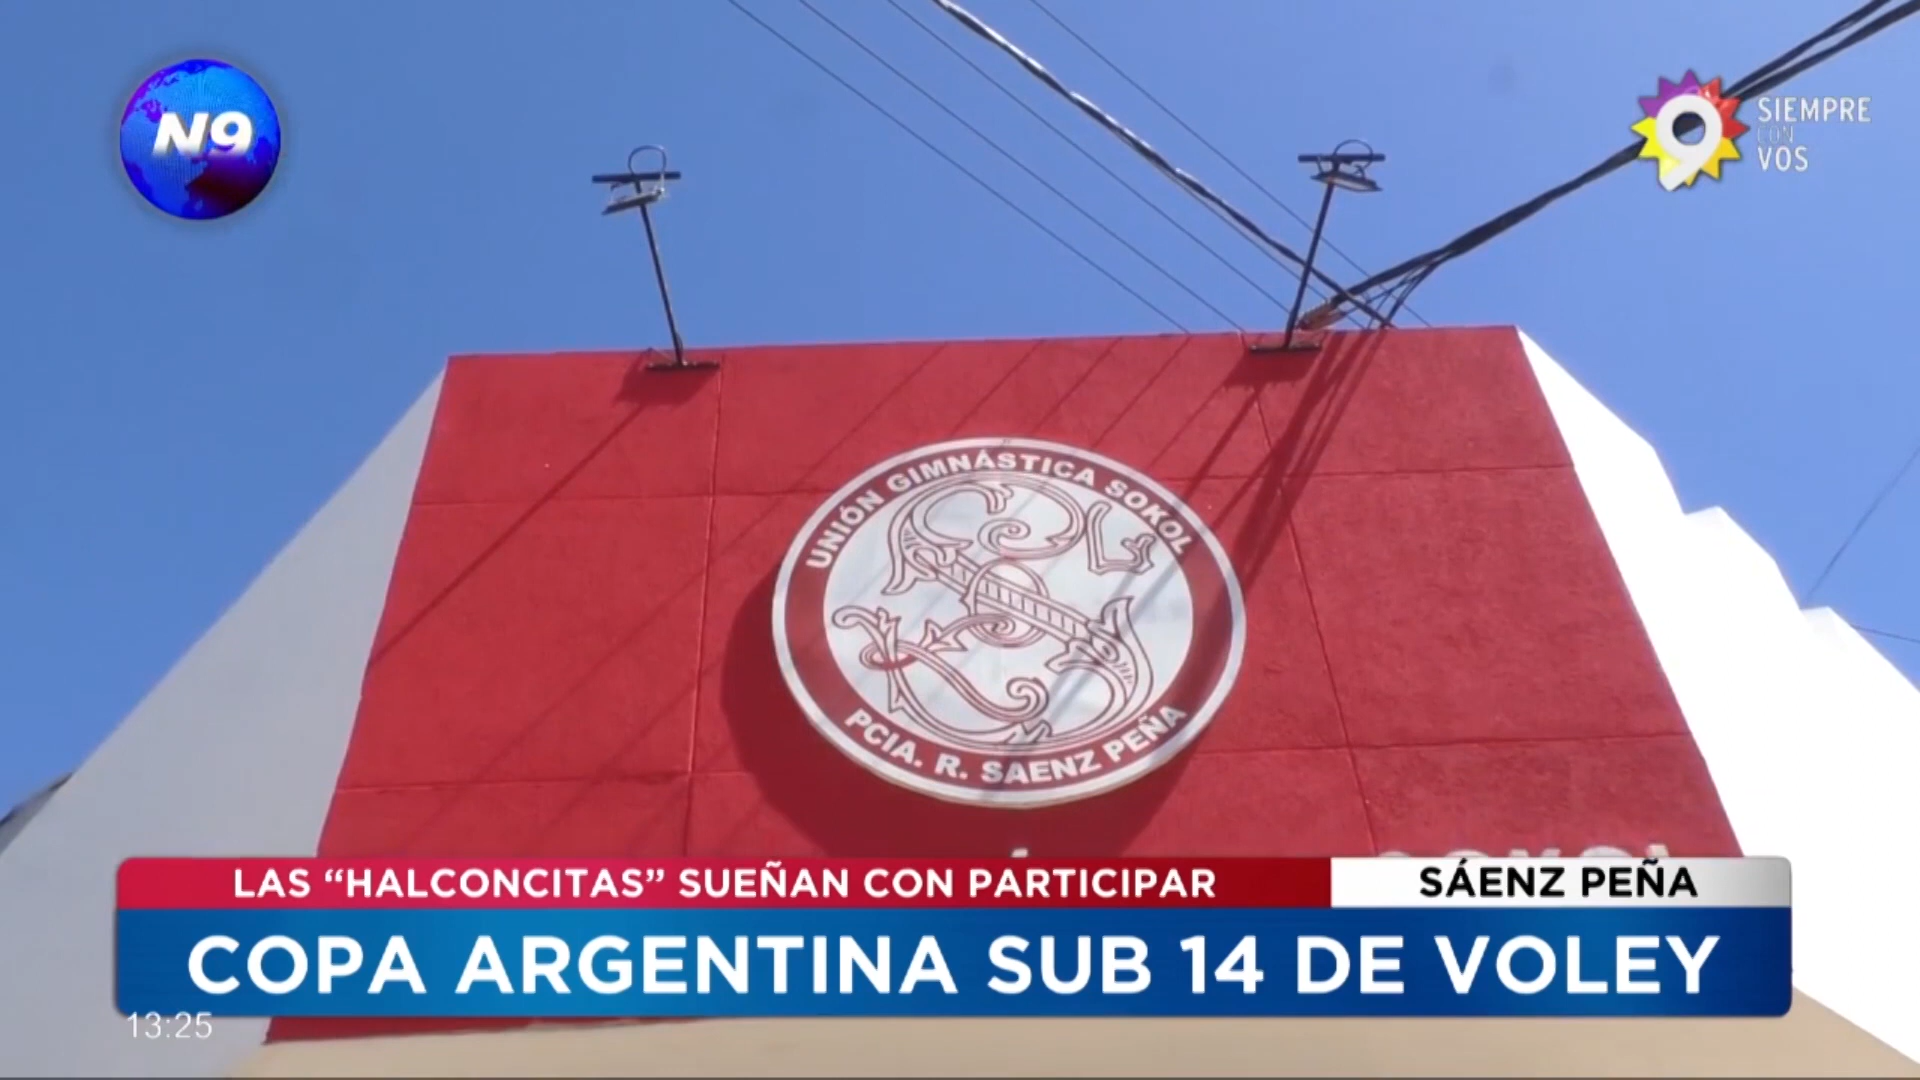 N9
9
SIEMPRE
CON
VOS
UNIÓN GIMNÁSTICA SOKOL
PCIA. R. SAENZ PEÑA
LAS “HALCONCITAS” SUEÑAN CON PARTICIPAR
SÁENZ PEÑA
COPA ARGENTINA SUB 14 DE VOLEY
13:25